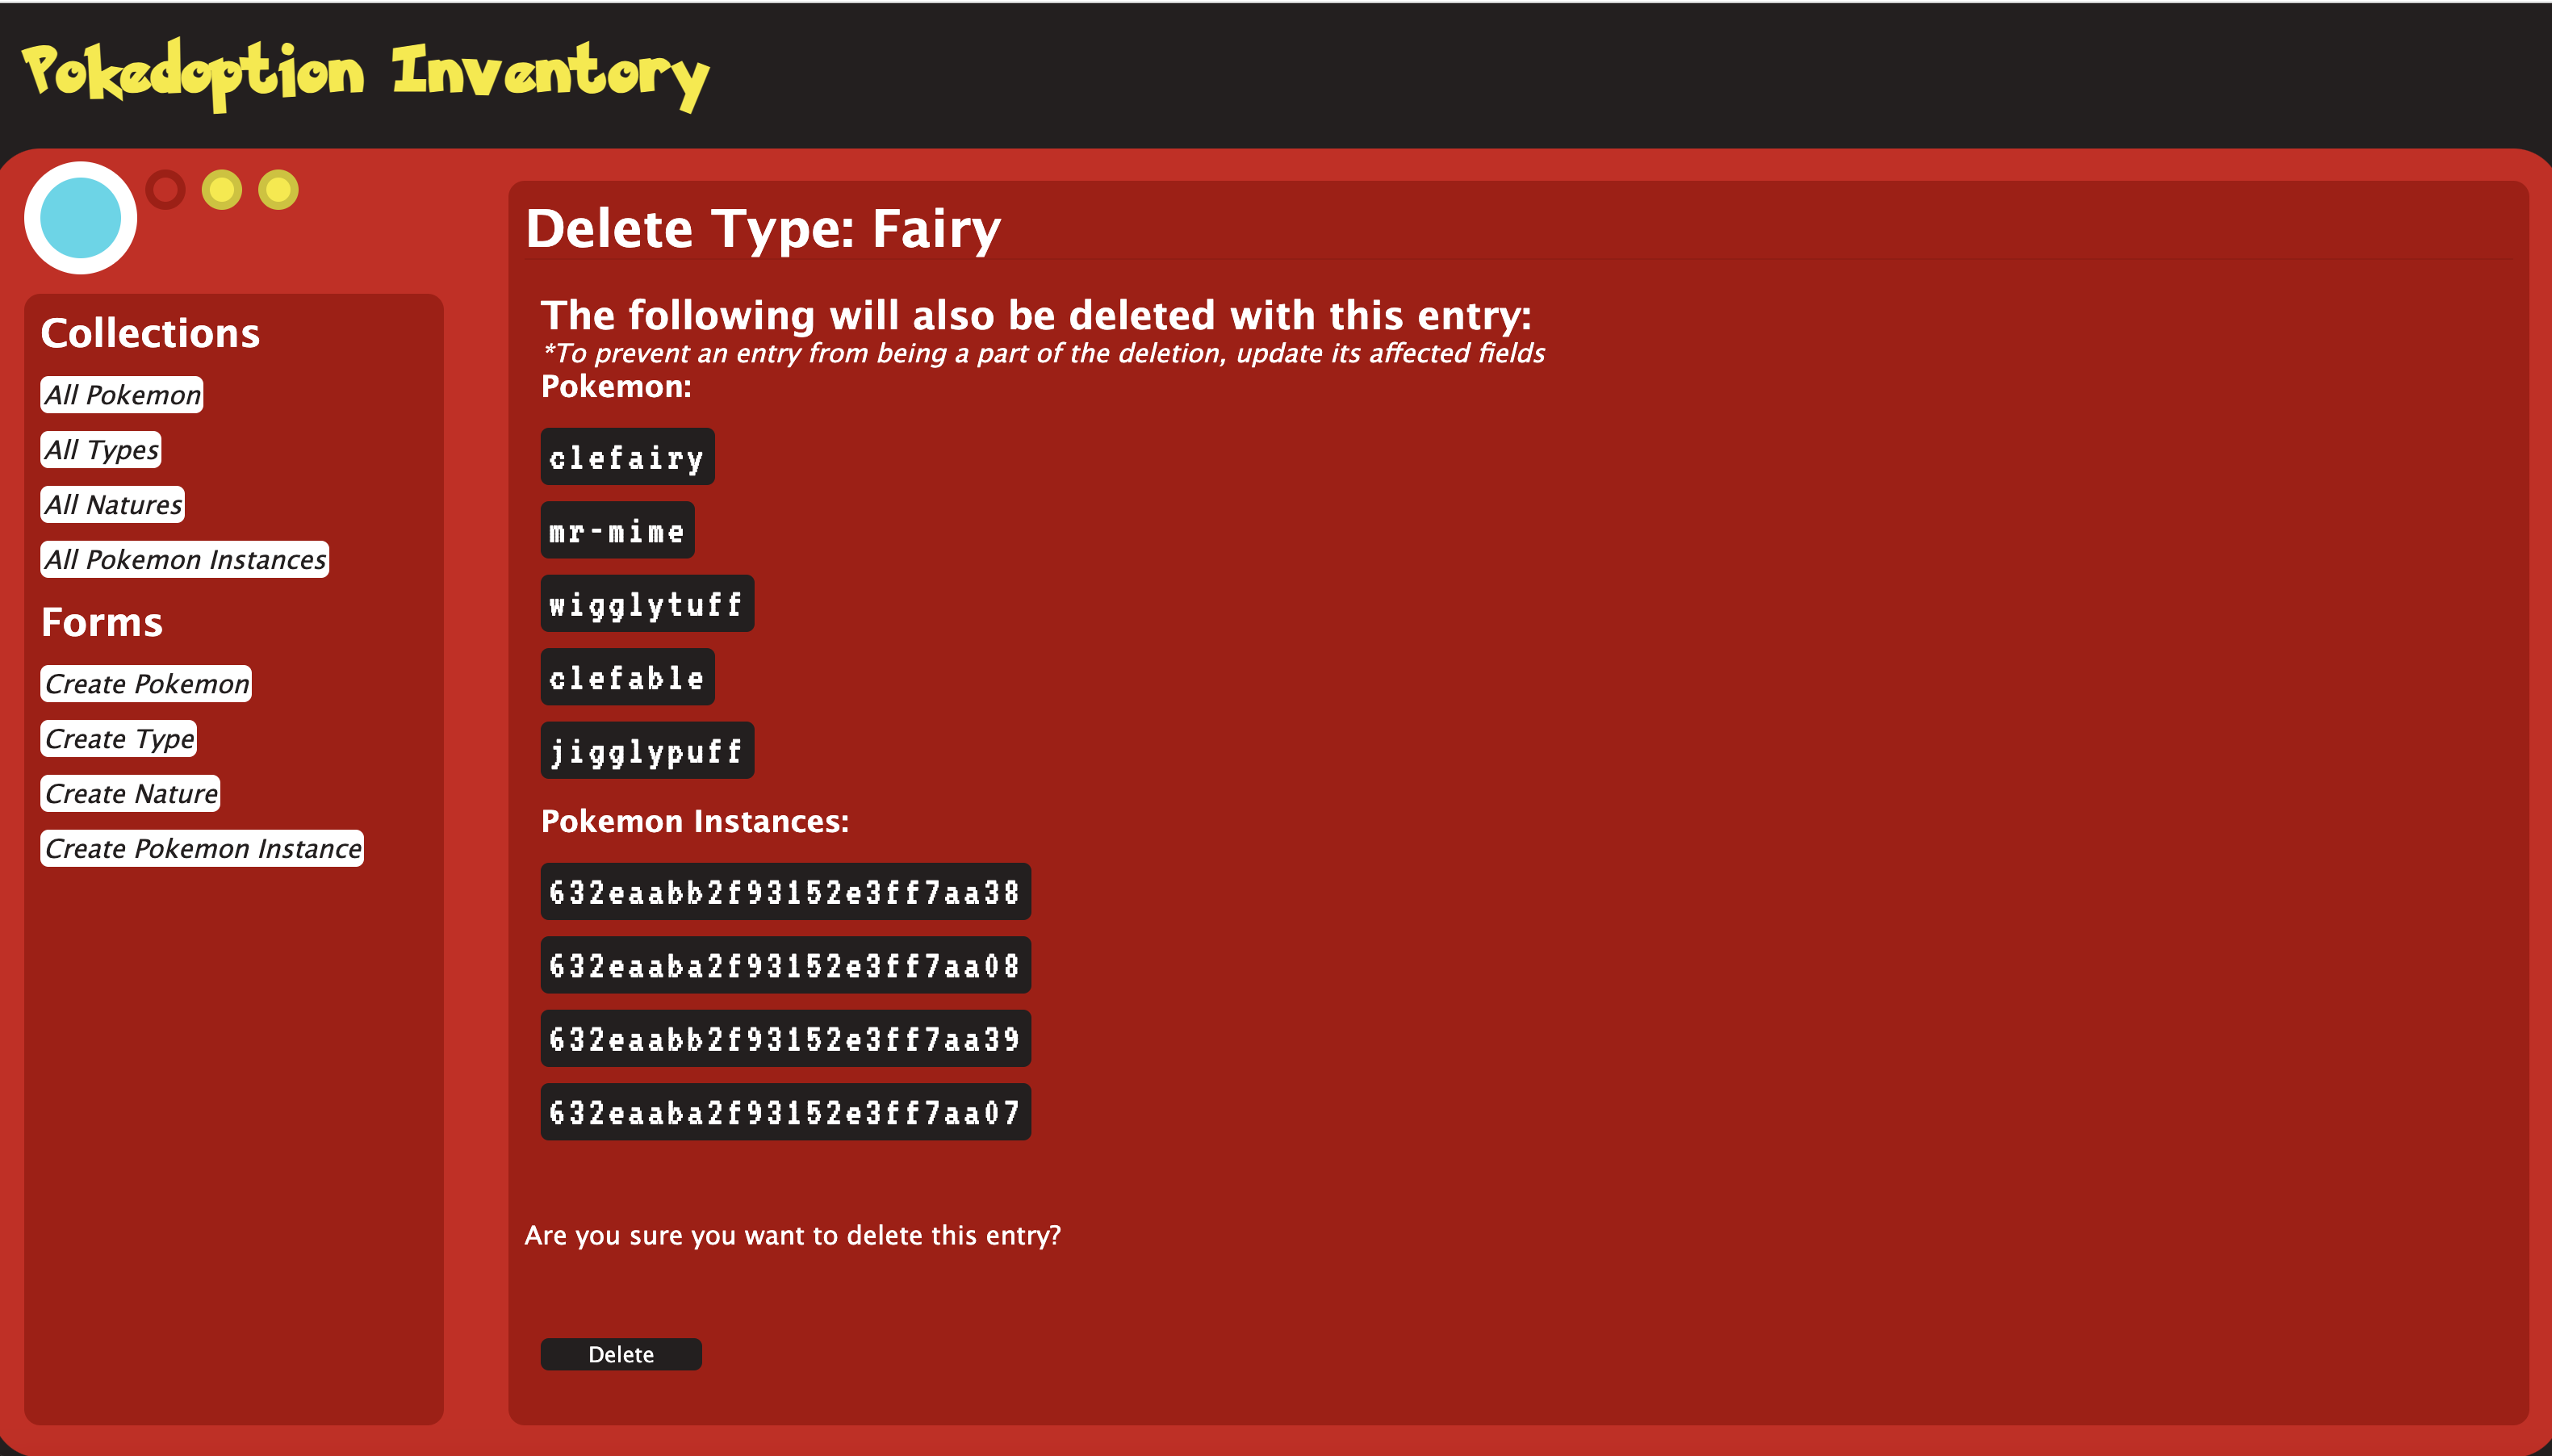 Pokedoption Inventory
Collections
All Pokemon
All Types
All Natures
All Pokemon Instances
Forms
Create Pokemon
Create Type
Create Nature
Create Pokemon Instance
Delete Type: Fairy
The following will also be deleted with this entry:
*To prevent an entry from being a part of the deletion, update its affected fields
Pokemon:
clefairy
mr-mime
wigglytuff
clefable
jigglypuff
Pokemon Instances:
632eaabb2f93152e3ff7aa38
632eaaba2f93152e3ff7aa08
632eaabb2f93152e3ff7aa39
632eaaba2f93152e3ff7aa07
Are you sure you want to delete this entry?
Delete